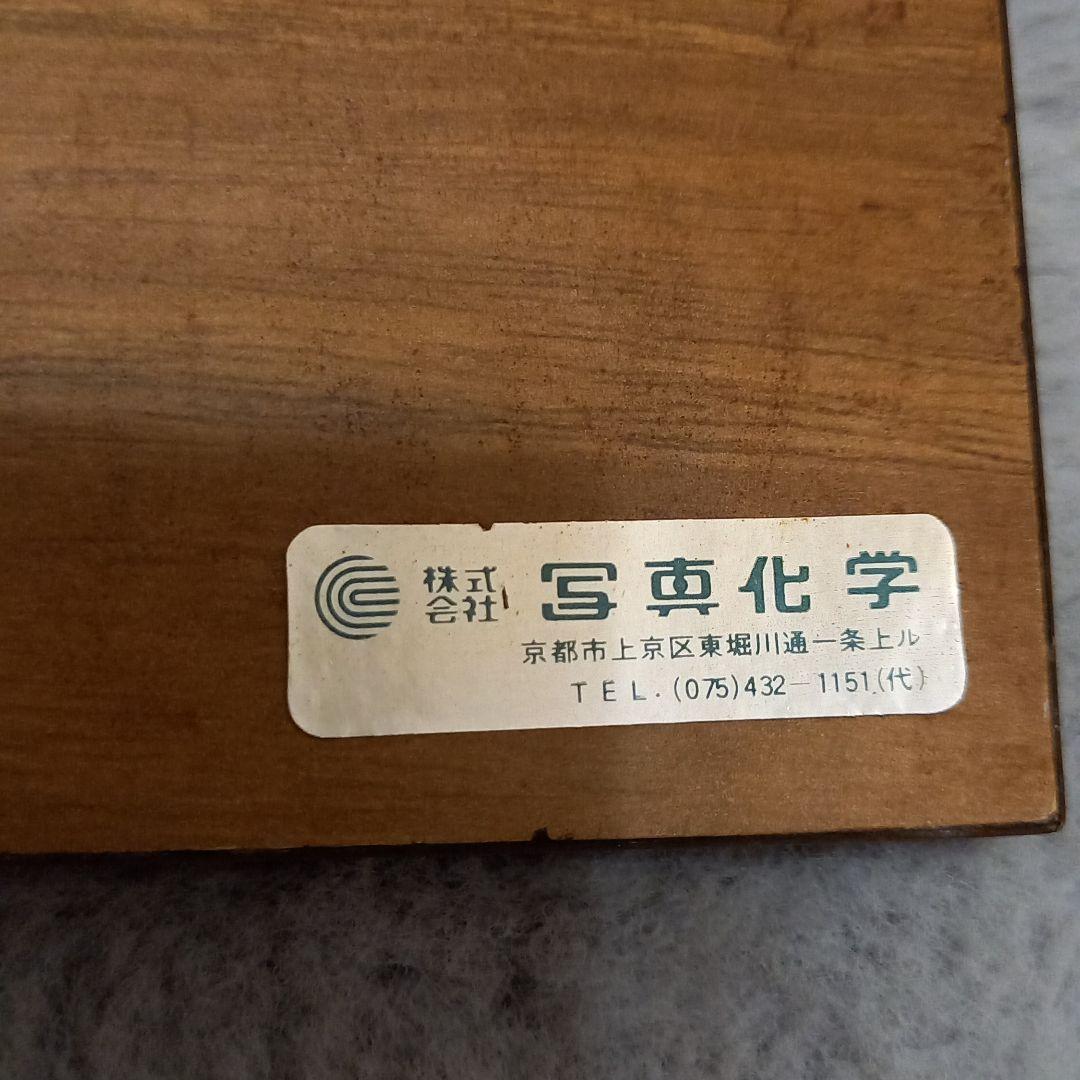 株式会社 写真化学
京都市上京区東堀川通一条上ル
TEL.(075)432-1151(代)